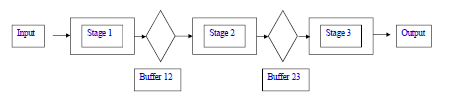 Input
Stage 1
Stage 2
Stage 3
Output
Buffer 12
Buffer 23